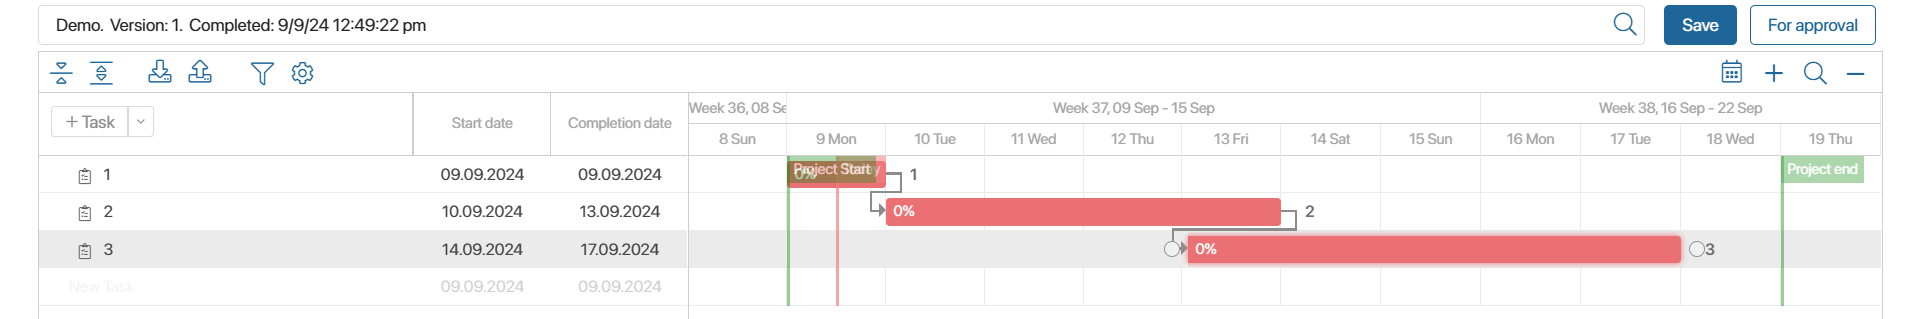 Demo. Version: 1. Completed: 9/9/24 12:49:22 pm
Save
For approval
+ Task
Start date
Completion date
Week 36, 08 Se
Week 37, 09 Sep - 15 Sep
Week 38, 16 Sep - 22 Sep
8 Sun
9 Mon
10 Tue
11 Wed
12 Thu
13 Fri
14 Sat
15 Sun
16 Mon
17 Tue
18 Wed
19 Thu
1 09.09.2024 09.09.2024
0%
Project Start
1
Project end
2 10.09.2024 13.09.2024
0%
2
3 14.09.2024 17.09.2024
0%
3
New Task 09.09.2024 09.09.2024